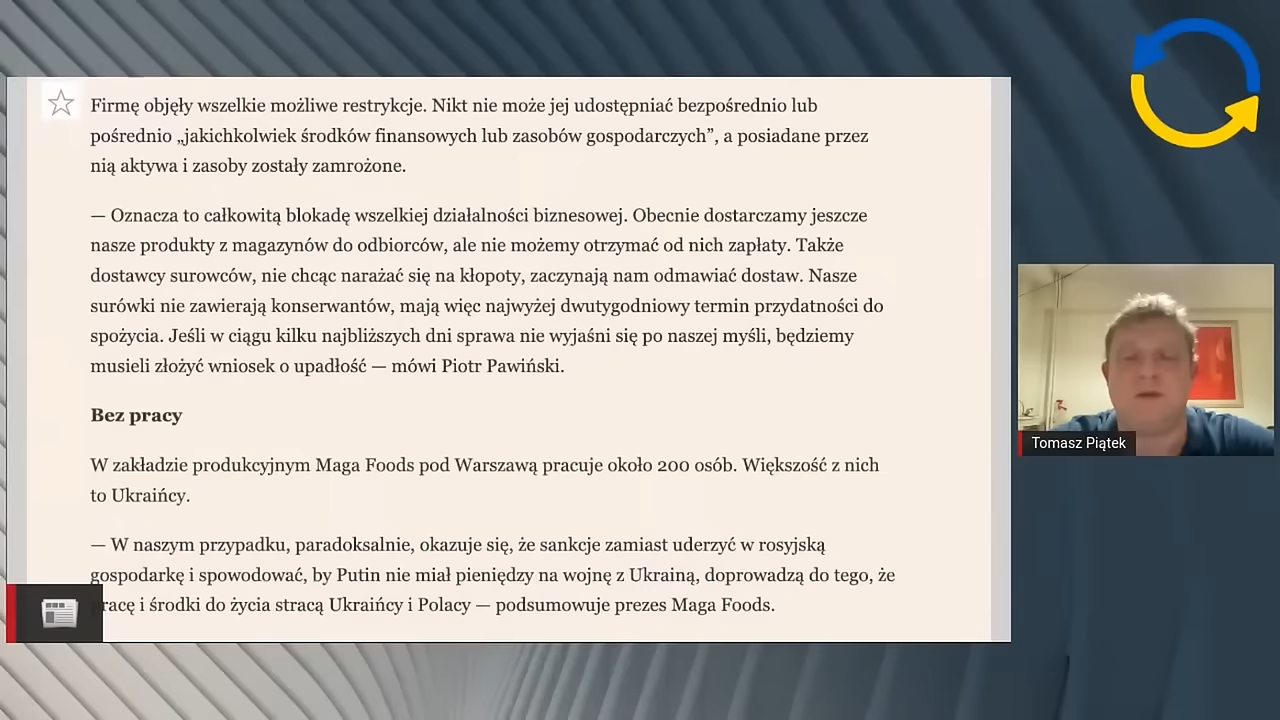 Firmę objęły wszelkie możliwe restrykcje. Nikt nie może jej udostępniać bezpośrednio lub
pośrednio „jakichkolwiek środków finansowych lub zasobów gospodarczych”, a posiadane przez
nią aktywa i zasoby zostały zamrożone.
— Oznacza to całkowitą blokadę wszelkiej działalności biznesowej. Obecnie dostarczamy jeszcze
nasze produkty z magazynów do odbiorców, ale nie możemy otrzymać od nich zapłaty. Także
dostawcy surowców, nie chcąc narażać się na kłopoty, zaczynają nam odmawiać dostaw. Nasze
surówki nie zawierają konserwantów, mają więc najwyżej dwutygodniowy termin przydatności do
spożycia. Jeśli w ciągu kilku najbliższych dni sprawa nie wyjaśni się po naszej myśli, będziemy
musieli złożyć wniosek o upadłość — mówi Piotr Pawiński.
Bez pracy
W zakładzie produkcyjnym Maga Foods pod Warszawą pracuje około 200 osób. Większość z nich
to Ukraińcy.
— W naszym przypadku, paradoksalnie, okazuje się, że sankcje zamiast uderzyć w rosyjską
gospodarkę i spowodować, by Putin nie miał pieniędzy na wojnę z Ukrainą, doprowadzą do tego, że
pracę i środki do życia stracą Ukraińcy i Polacy — podsumowuje prezes Maga Foods.
Tomasz Piątek